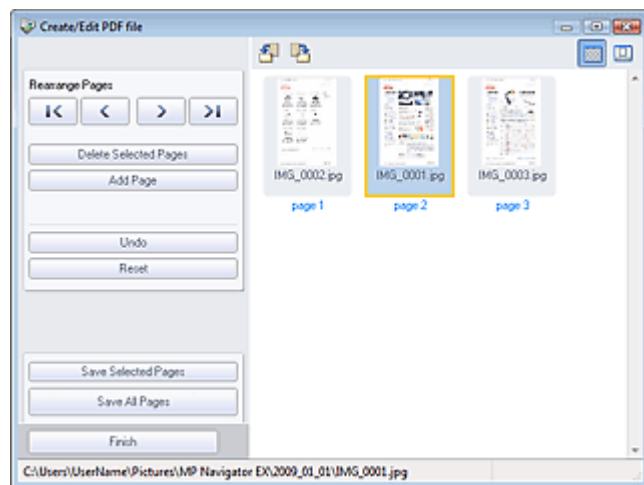 Create/Edit PDF file
Rearrange Pages
Delete Selected Pages
Add Page
Undo
Reset
Save Selected Pages
Save All Pages
Finish
IMG_0002.jpg
IMG_0001.jpg
IMG_0003.jpg
page 1
page 2
page 3
C:\Users\UserName\Pictures\MP Navigator EX\2009_01_01\IMG_0001.jpg